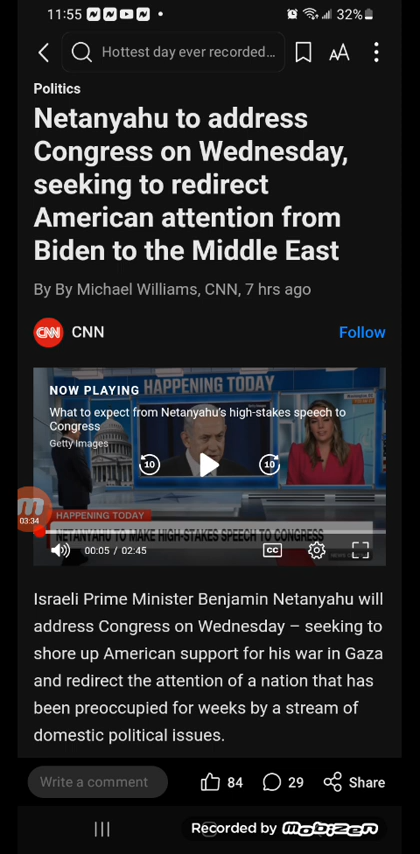 11:55
32%
Hottest day ever recorded...
AA
Politics
Netanyahu to address
Congress on Wednesday,
seeking to redirect
American attention from
Biden to the Middle East
By By Michael Williams, CNN, 7 hrs ago
CNN
CNN
Follow
HAPPENING TODAY
NOW PLAYING
What to expect from Netanyahu's high-stakes speech to
Congress
Getty Images
10
10
03:34
HAPPENING TODAY
NETANYAHU TO MAKE HIGH-STAKES SPEECH TO CONGRESS
00:05 / 02:45
CC
Israeli Prime Minister Benjamin Netanyahu will
address Congress on Wednesday – seeking to
shore up American support for his war in Gaza
and redirect the attention of a nation that has
been preoccupied for weeks by a stream of
domestic political issues.
Write a comment
84
29
Share
Recorded by mobizen